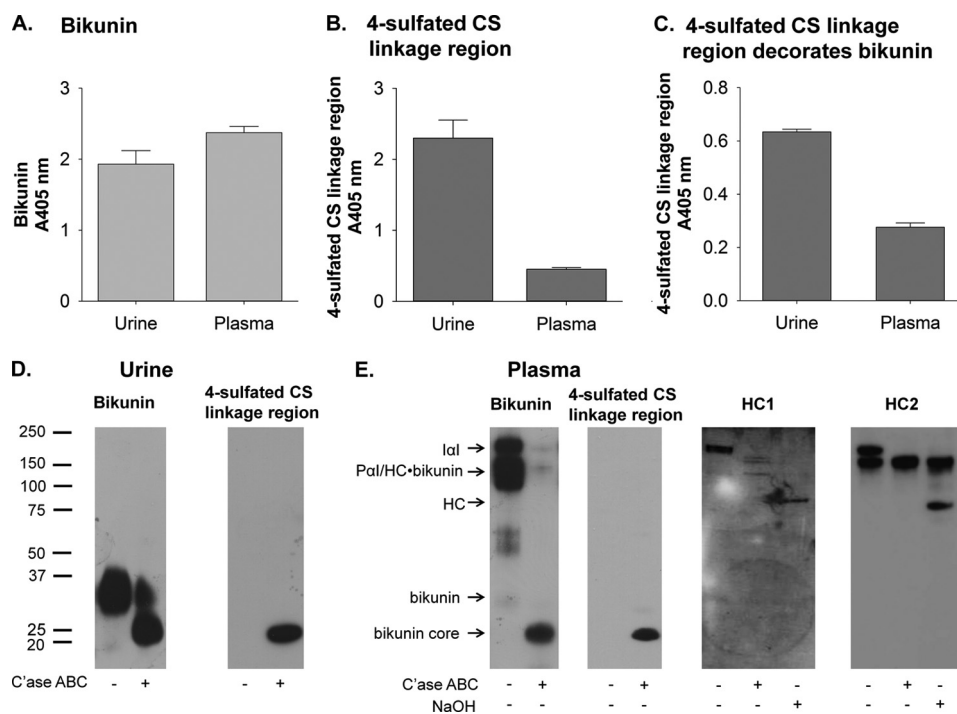 A. Bikunin
Bikunin
A405 nm
3
2
1
0
Urine Plasma
B. 4-sulfated CS
linkage region
4-sulfated CS linkage region
A405 nm
3
2
1
0
Urine Plasma
C. 4-sulfated CS linkage
region decorates bikunin
4-sulfated CS linkage region
A405 nm
0.8
0.6
0.4
0.2
0.0
Urine Plasma
D. Urine
Bikunin
4-sulfated CS
linkage region
250
150
100
75
50
37
25
20
C'ase ABC - + - +
E. Plasma
Bikunin
4-sulfated CS
linkage region
HC1
HC2
IαI
PαI/HC•bikunin
HC
bikunin
bikunin core
C'ase ABC - + - + - + - - + -
NaOH - - - - - - + - - +